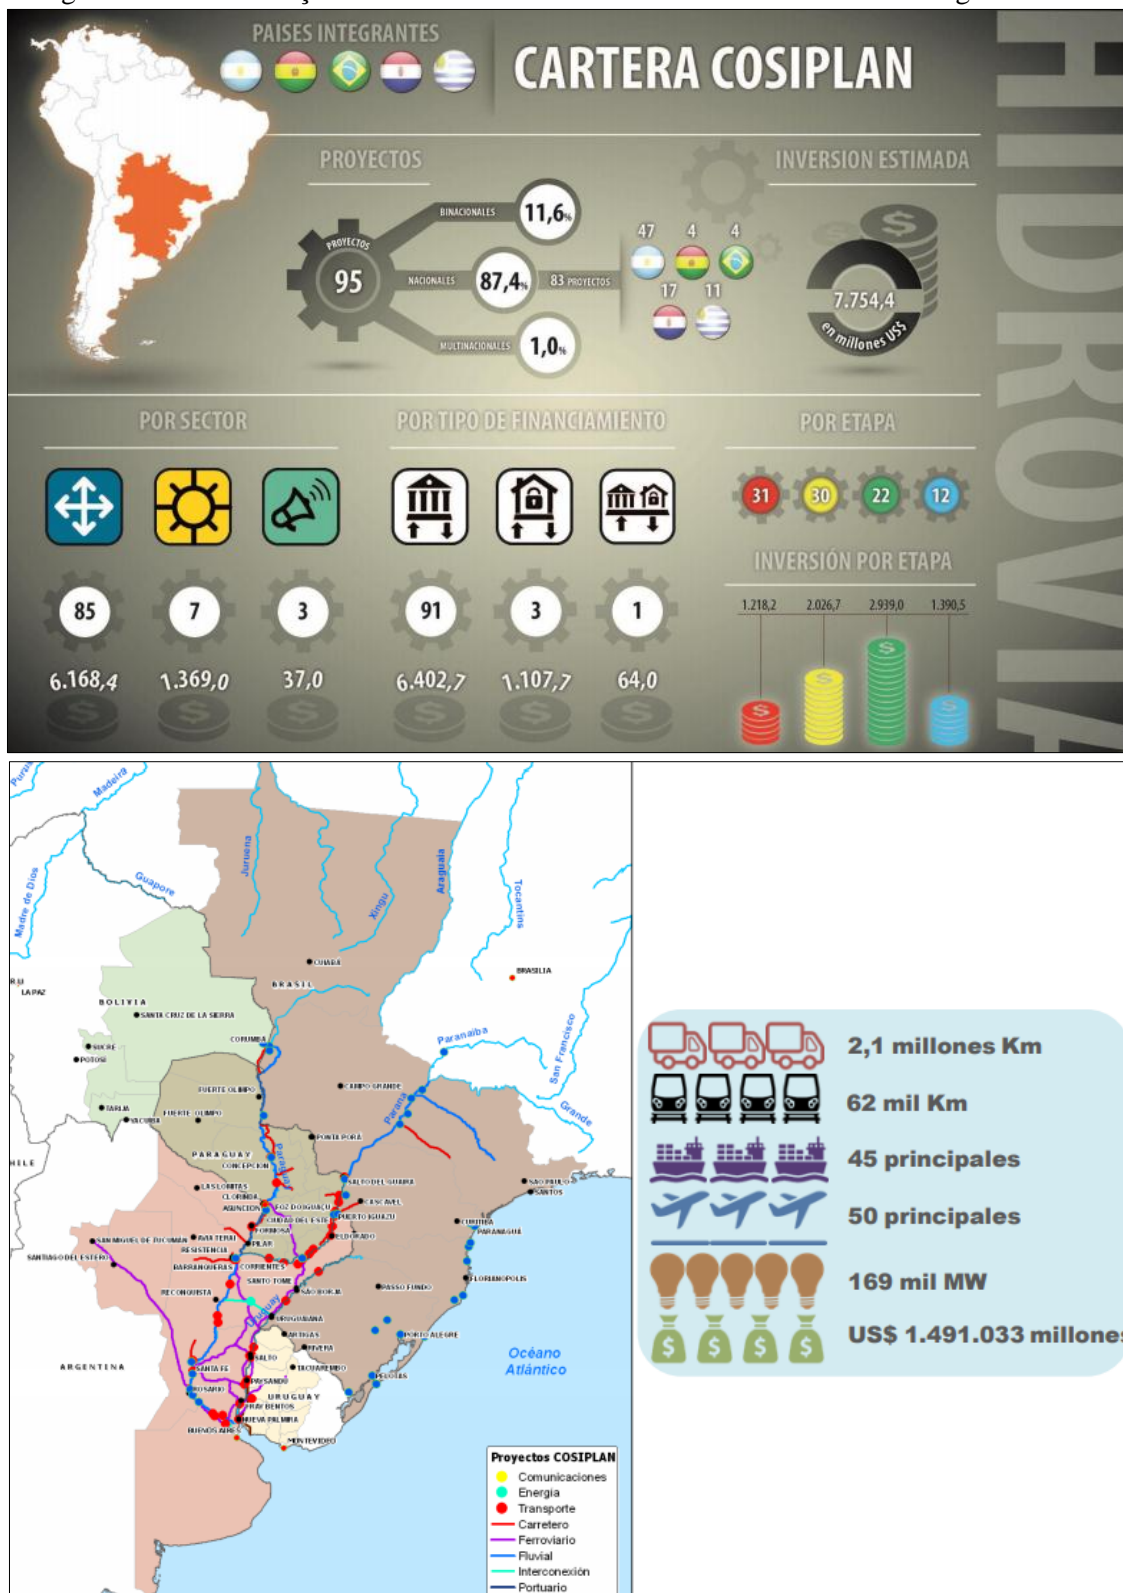 PAISES INTEGRANTES
CARTERA COSIPLAN
HIDROVIA
PROYECTOS
INVERSION ESTIMADA
BINACIONALES
11,6%
PROYECTOS
95
NACIONALES
87,4%
83 PROYECTOS
MULTINACIONALES
1,0%
47 4 4
17 11
7.754,4
en millones US$
POR SECTOR
POR TIPO DE FINANCIAMIENTO
POR ETAPA
31 30 22 12
INVERSIÓN POR ETAPA
1.218,2 2.026,7 2.939,0 1.390,5
85 7 3
91 3 1
6.168,4 1.369,0 37,0
6.402,7 1.107,7 64,0
Madeira
Madre de Dios
Guapore
Juruena
Xingu
Araguaia
Tocantins
CUIABÁ
BRASILIA
BRASIL
LA PAZ
BOLIVIA
SANTA CRUZ DE LA SIERRA
SUCRE
POTOSI
CORUMBA
Paranaiba
San Francisco
FUERTE OLIMPO
CAMPO GRANDE
Parana
Grande
TARIJA
YACUIBA
FUERTE OLIMPO
PONTA PORÃ
PARAGUAY
CONCEPCION
Paraguay
SALTO DEL GUAIRA
SAO PAULO
SANTOS
LAS LOMITAS
CLORINDA
ASUNCION
FOZ DO IGUAÇU
CASCAVEL
CIUDAD DEL ESTE
PUERTO IGUAZU
CURITIBA
PARANAGUA
FORMOSA
PILAR
ELDORADO
SAN MIGUEL DE TUCUMÁN
AVIA TERAI
RESISTENCIA
SANTIAGO DEL ESTERO
BARRANQUERAS
CORRIENTES
SANTO TOME
FLORIANOPOLIS
RECONQUISTA
SÃO BORJA
PASSO FUNDO
Uruguay
URUGUAIANA
ARTIGAS
PORTO ALEGRE
RIVERA
ARGENTINA
SANTA FE
SALTO
TACUAREMBO
Océano
Atlántico
PELOTAS
PAYSANDU
ROSARIO
URUGUAY
FRAY BENTOS
NUEVA PALMIRA
BUENOS AIRES
MONTEVIDEO
Proyectos COSIPLAN
Comunicaciones
Energia
Transporte
Carretero
Ferroviario
Fluvial
Interconexión
Portuario
2,1 millones Km
62 mil Km
45 principales
50 principales
169 mil MW
US$ 1.491.033 millones